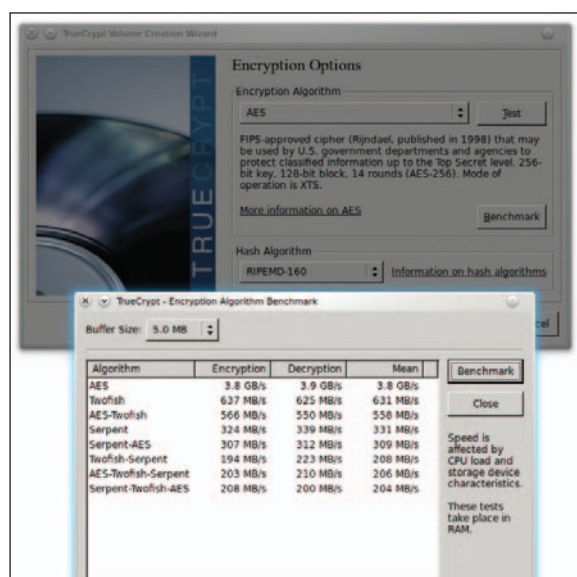 TrueCrypt Volume Creation Wizard
TRUECRYPT
Encryption Options
Encryption Algorithm
AES
Test
FIPS-approved cipher (Rijndael, published in 1998) that may
be used by U.S. government departments and agencies to
protect classified information up to the Top Secret level. 256-
bit key, 128-bit block, 14 rounds (AES-256). Mode of
operation is XTS.
More information on AES
Benchmark
Hash Algorithm
RIPEMD-160
Information on hash algorithms
TrueCrypt - Encryption Algorithm Benchmark
Buffer Size: 5.0 MB
Algorithm Encryption Decryption Mean
AES 3.8 GB/s 3.9 GB/s 3.8 GB/s
Twofish 637 MB/s 625 MB/s 631 MB/s
AES-Twofish 566 MB/s 550 MB/s 558 MB/s
Serpent 324 MB/s 339 MB/s 331 MB/s
Serpent-AES 307 MB/s 312 MB/s 309 MB/s
Twofish-Serpent 194 MB/s 223 MB/s 208 MB/s
AES-Twofish-Serpent 203 MB/s 210 MB/s 206 MB/s
Serpent-Twofish-AES 208 MB/s 200 MB/s 204 MB/s
Benchmark
Close
Speed is
affected by
CPU load and
storage device
characteristics.
These tests
take place in
RAM.